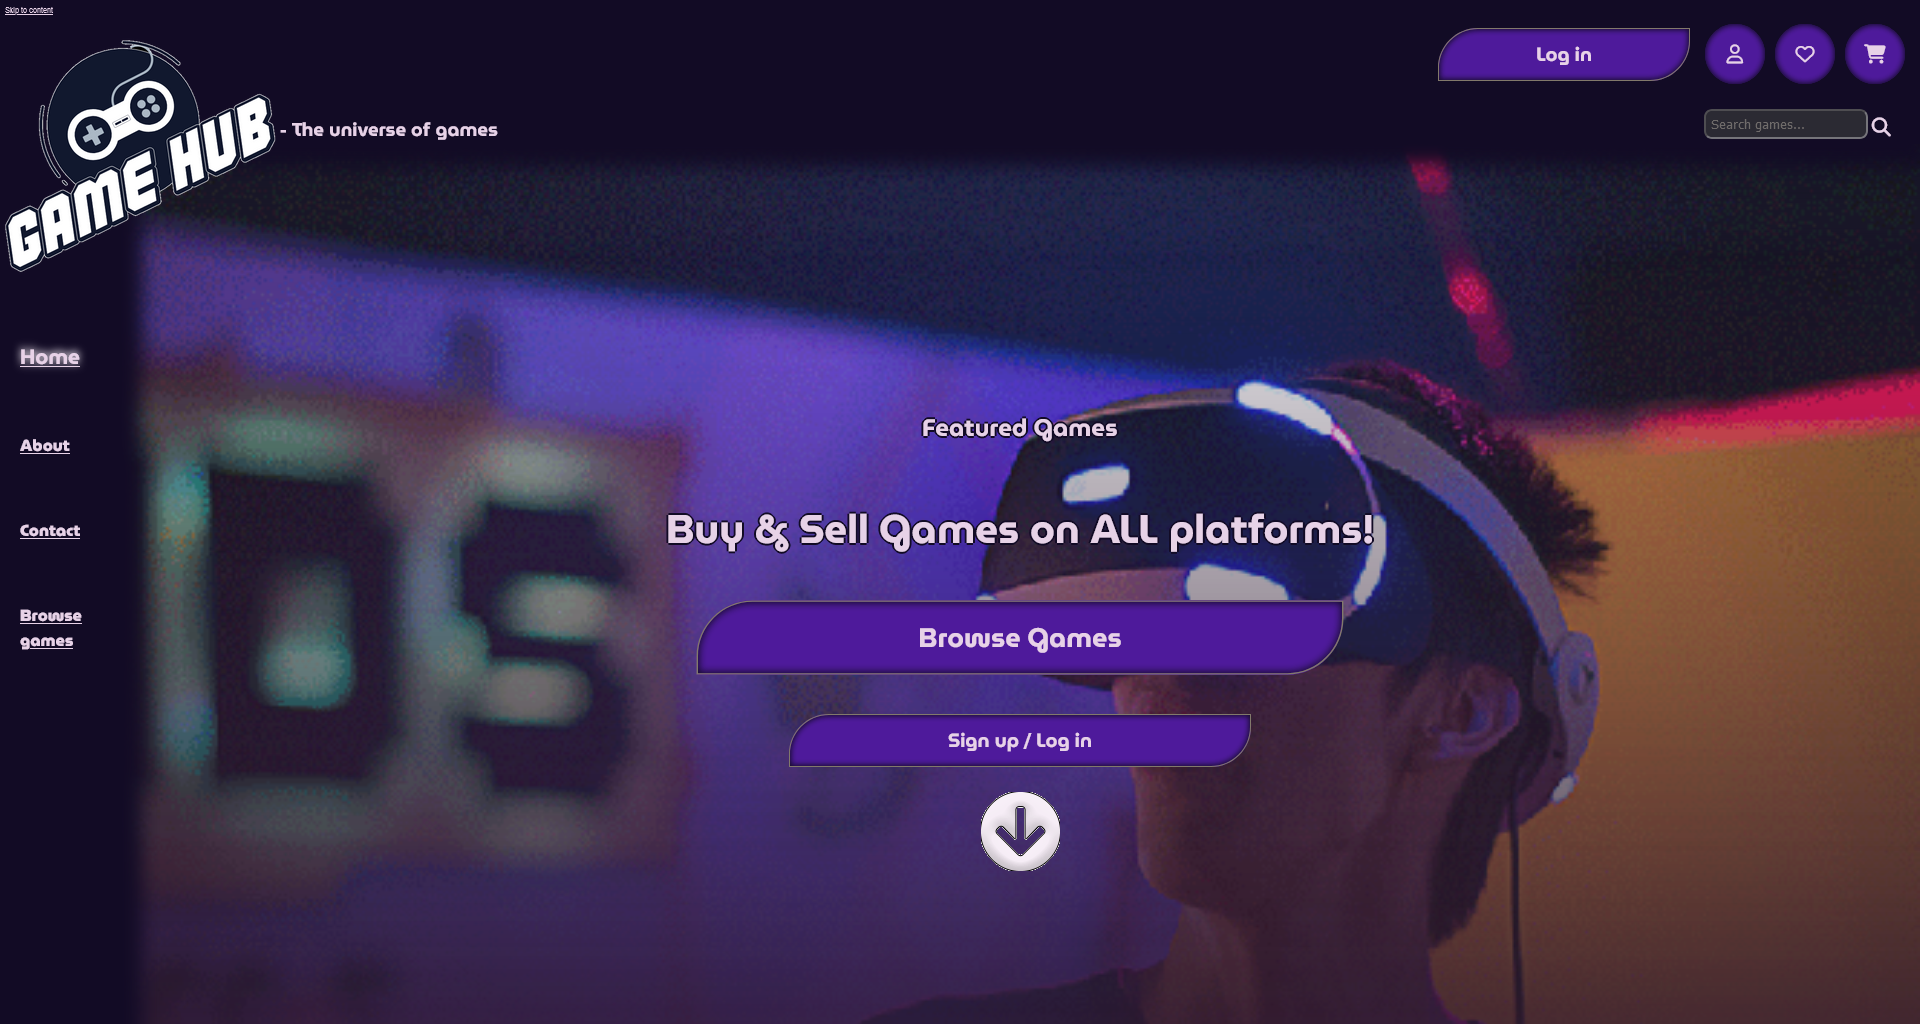 Skip to content
Log in
GAME HUB
- The universe of games
Search games...
Home
About
Contact
Browse
games
Featured Games
Buy & Sell Games on ALL platforms!
Browse Games
Sign up / Log in